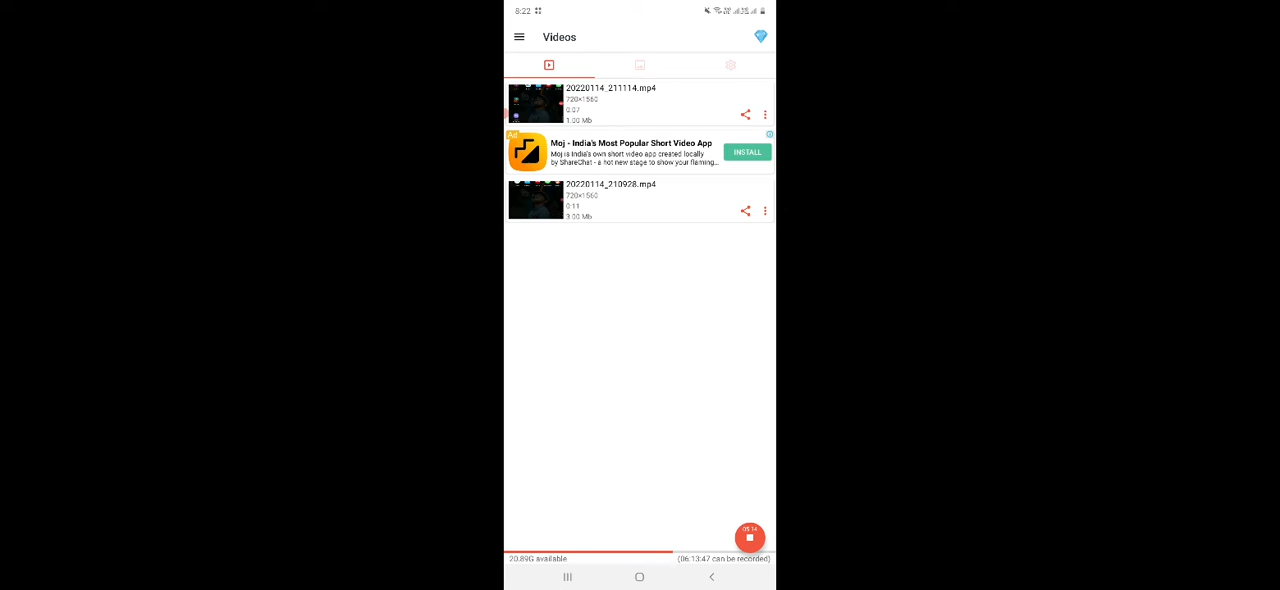 8:22
Videos
20220114_211114.mp4
720×1560
0:07
1.00 Mb
Ad
Moj - India's Most Popular Short Video App
Moj is India's own short video app created locally
by ShareChat - a hot new stage to show your flaming...
INSTALL
20220114_210928.mp4
720×1560
0:11
3.00 Mb
05:14
20.89G available
(06:13:47 can be recorded)